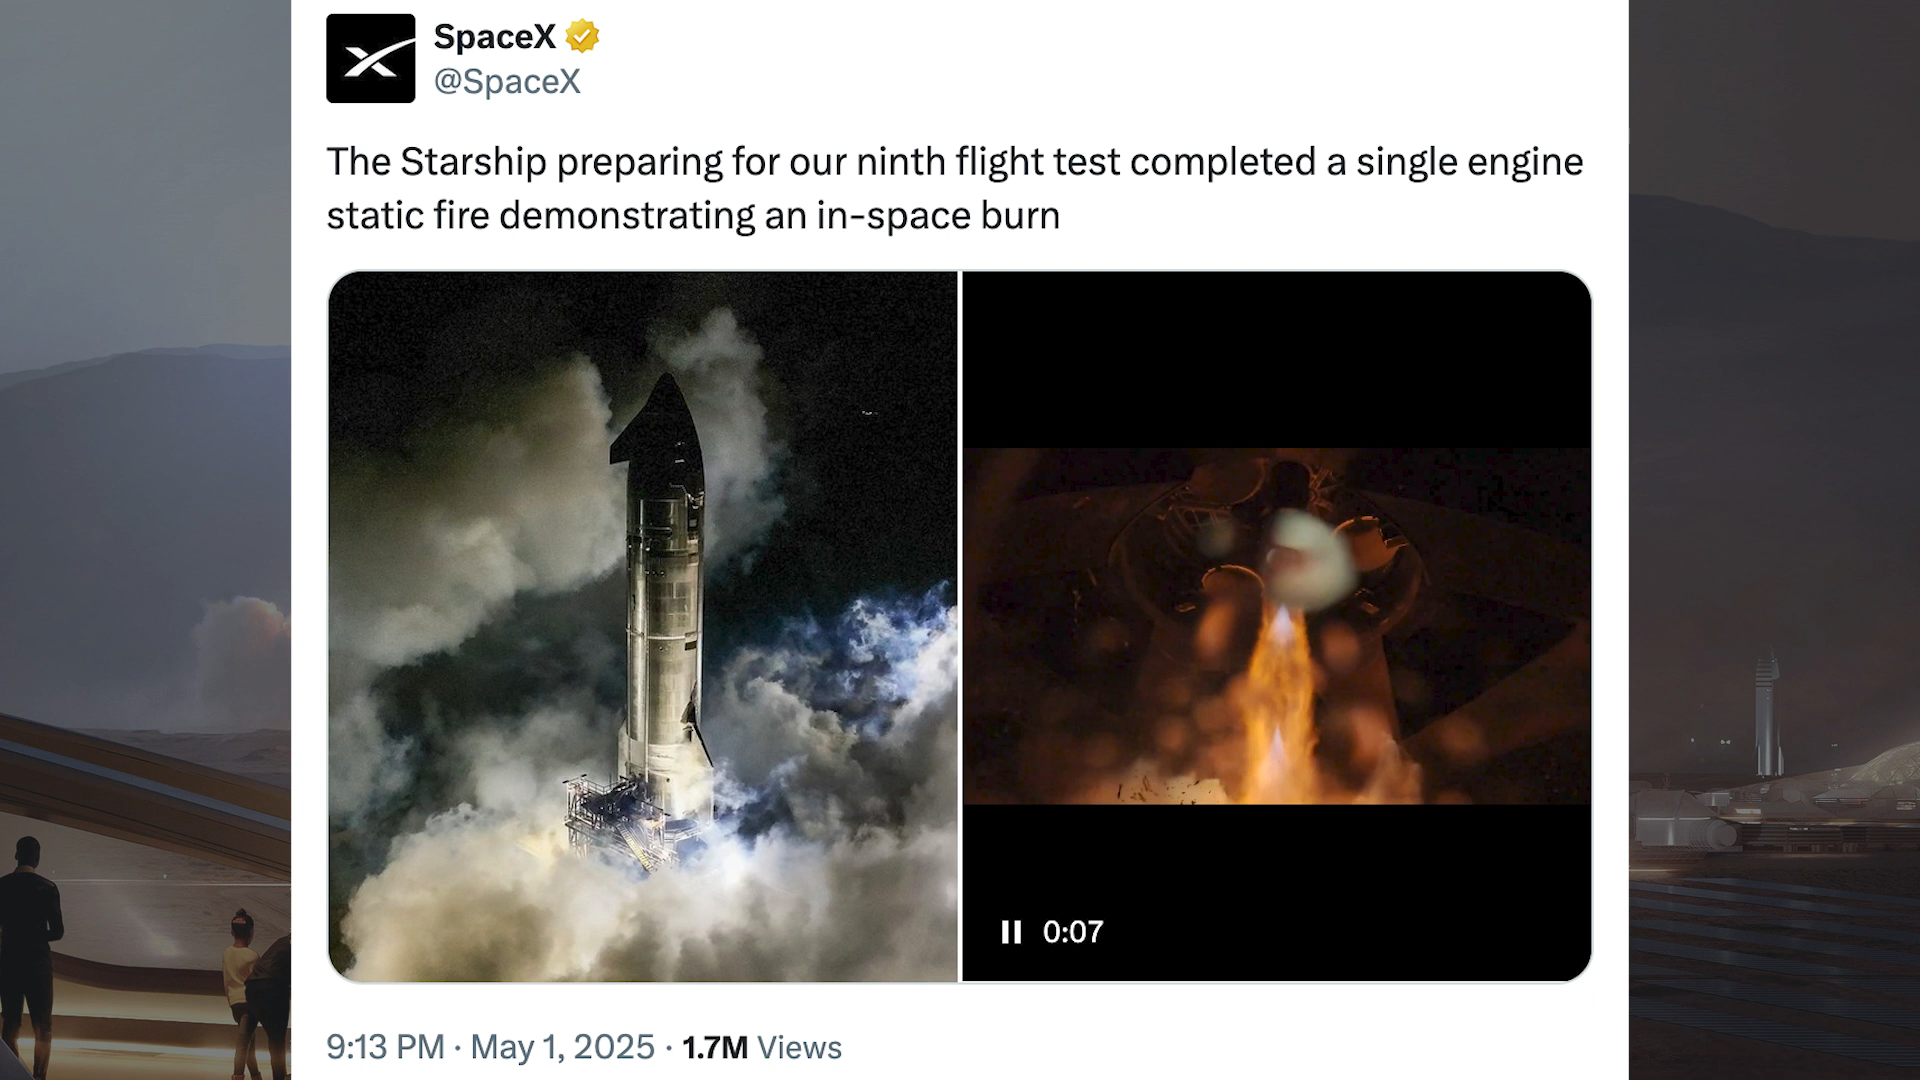 SpaceX
@SpaceX
The Starship preparing for our ninth flight test completed a single engine
static fire demonstrating an in-space burn
0:07
9:13 PM · May 1, 2025 · 1.7M Views